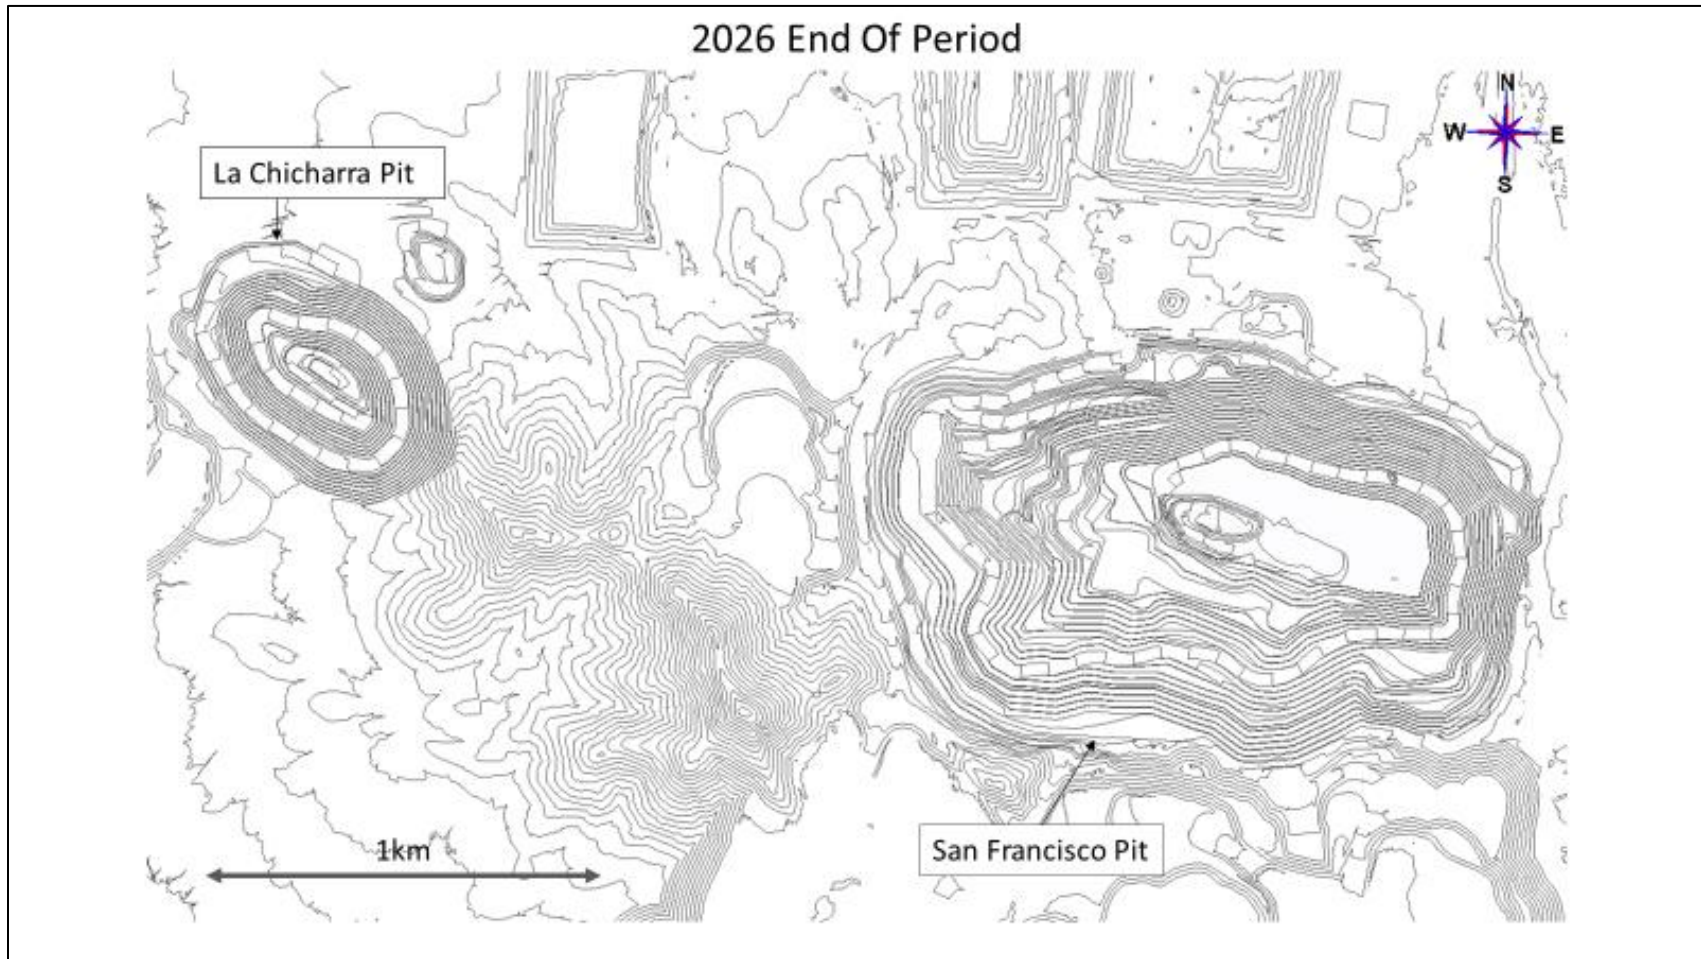 2026 End Of Period
N
W E
S
La Chicharra Pit
1km
San Francisco Pit